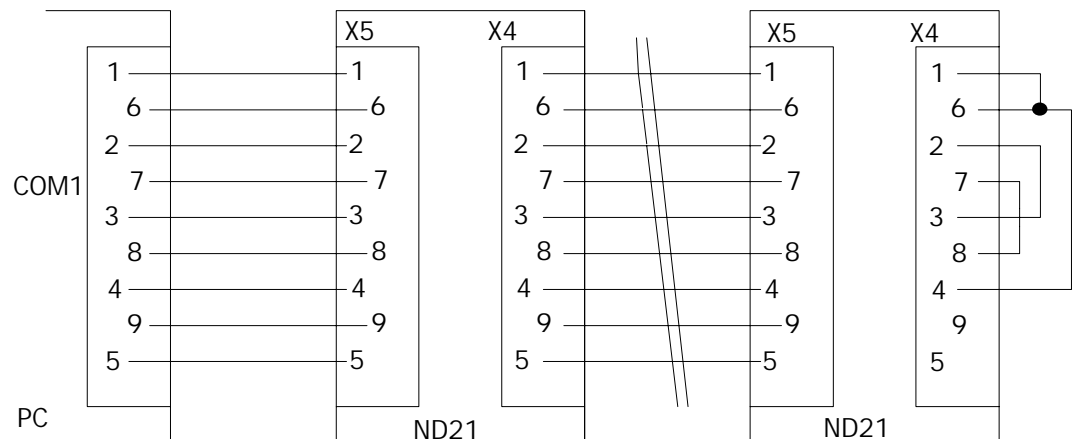 X5 X4 X5 X4
1 1 1 1 1
6 6 6 6 6
2 2 2 2 2
COM1 7 7 7 7 7
3 3 3 3 3
8 8 8 8 8
4 4 4 4 4
9 9 9 9 9
5 5 5 5 5
PC ND21 ND21